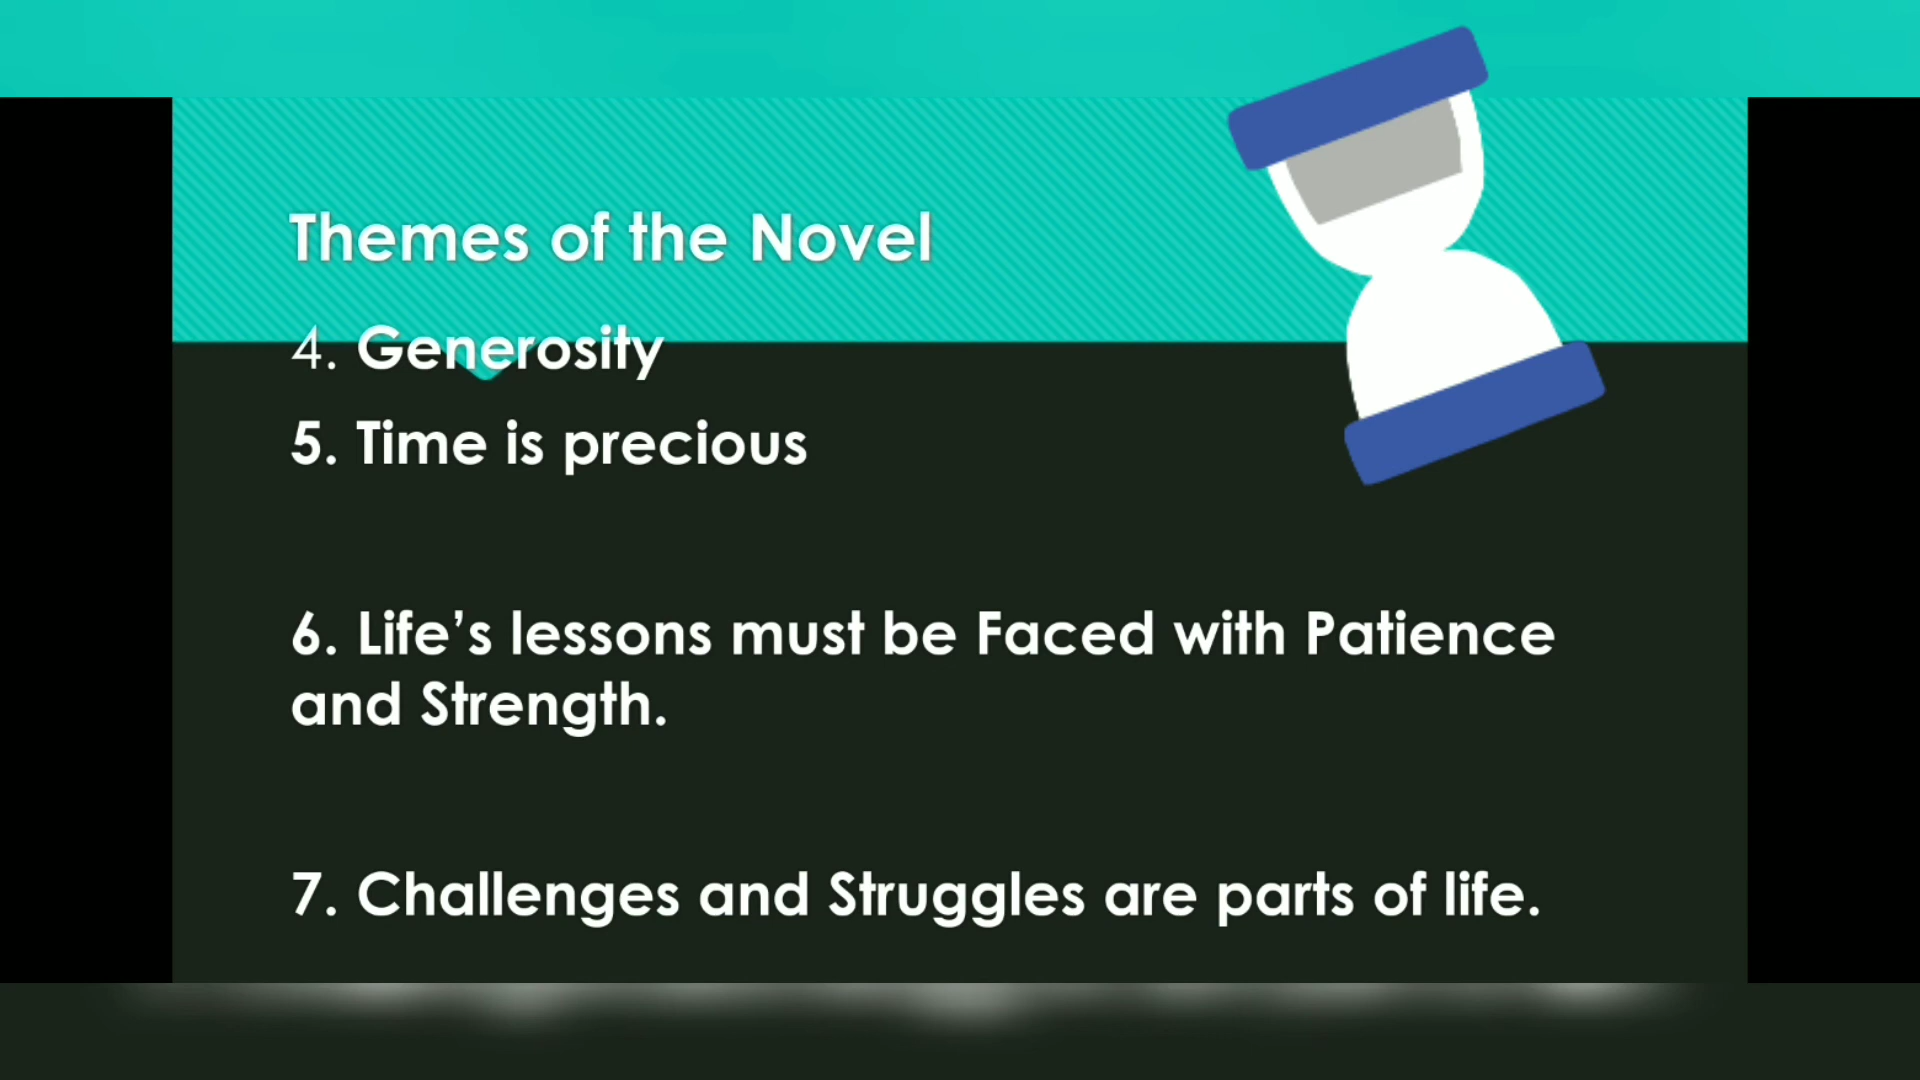 Themes of the Novel
4. Generosity
5. Time is precious
6. Life’s lessons must be Faced with Patience
and Strength.
7. Challenges and Struggles are parts of life.